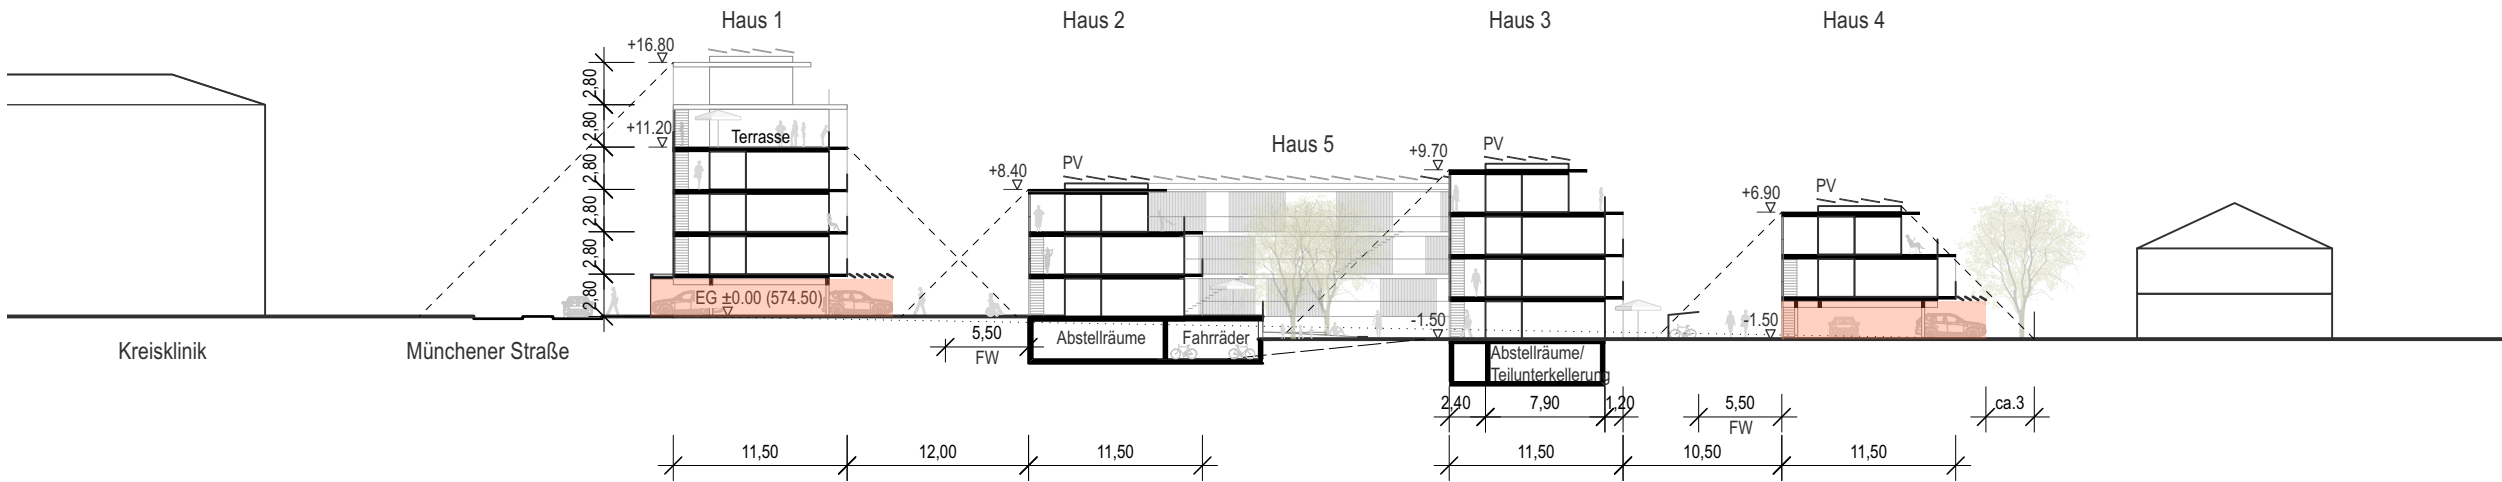 Haus 1
Haus 2
Haus 3
Haus 4
Haus 5
+16.80
+11.20
2,80
2,80
2,80
2,80
2,80
2,80
Terrasse
EG ±0.00 (574.50)
+8.40
PV
+9.70
PV
+6.90
PV
-1.50
-1.50
Kreisklinik
Münchener Straße
5,50
FW
Abstellräume
Fahrräder
Abstellräume/
Teilunterkellerung
2,40
7,90
1,20
5,50
FW
ca.3
11,50
12,00
11,50
11,50
10,50
11,50